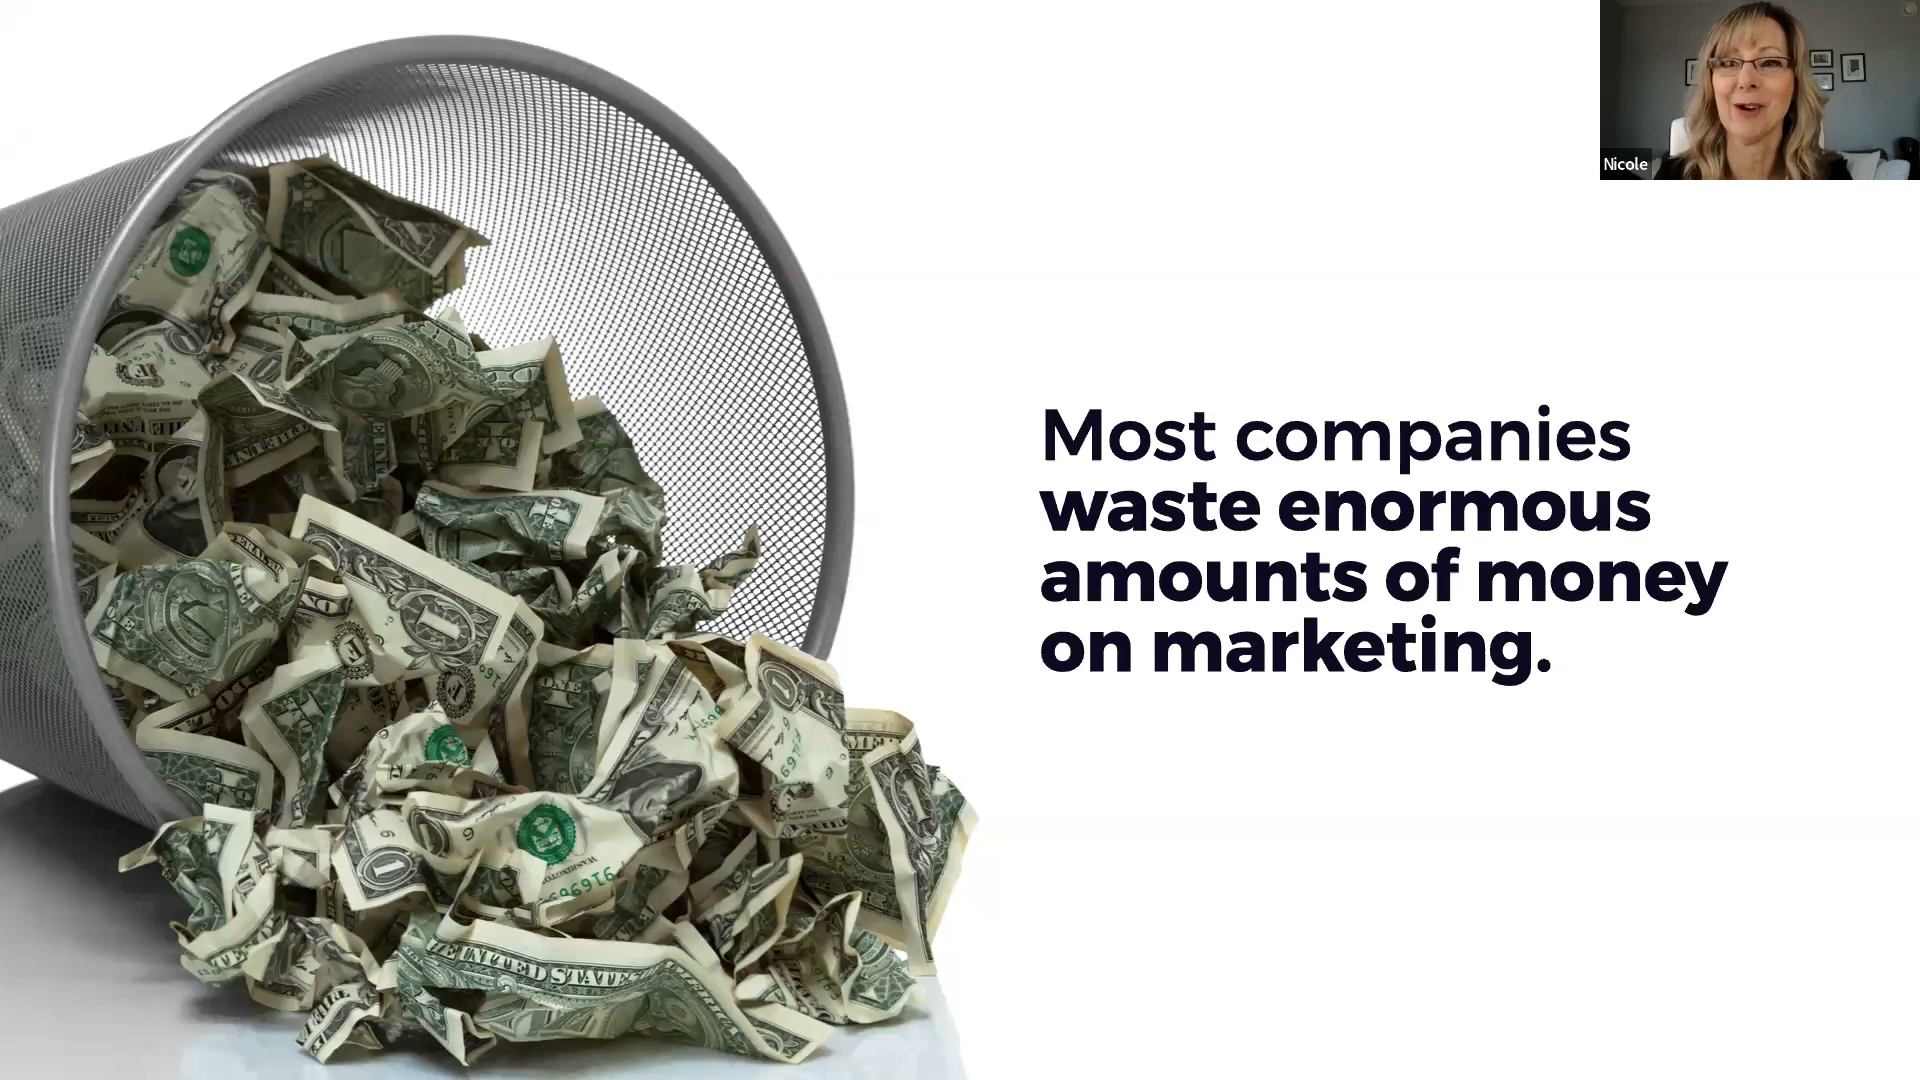 Nicole
Most companies
waste enormous
amounts of money
on marketing.